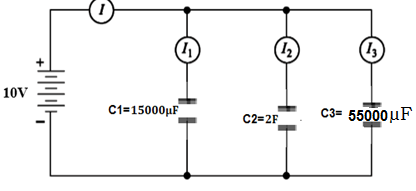 I
I1 I2 I3
+
10V
−
C1=15000µF C2=2F C3= 55000µF